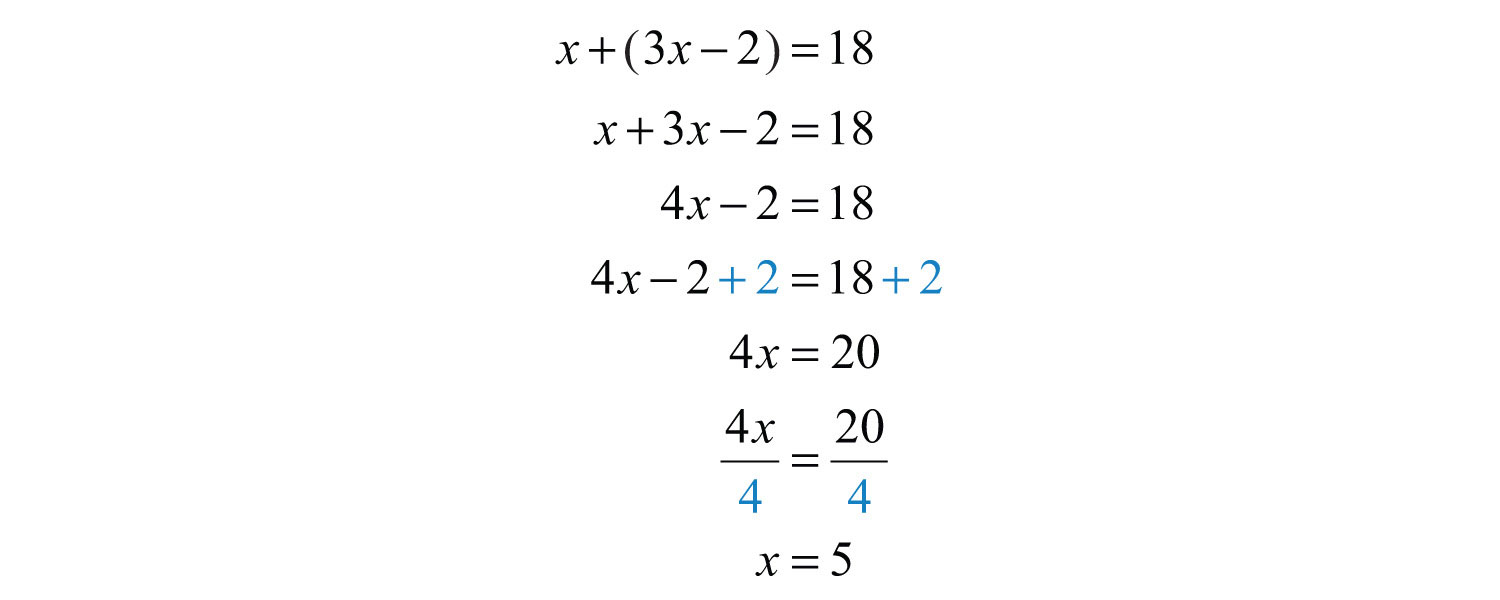 x + (3x − 2) = 18
x + 3x − 2 = 18
4x − 2 = 18
4x − 2 + 2 = 18 + 2
4x = 20
4x/4 = 20/4
x = 5